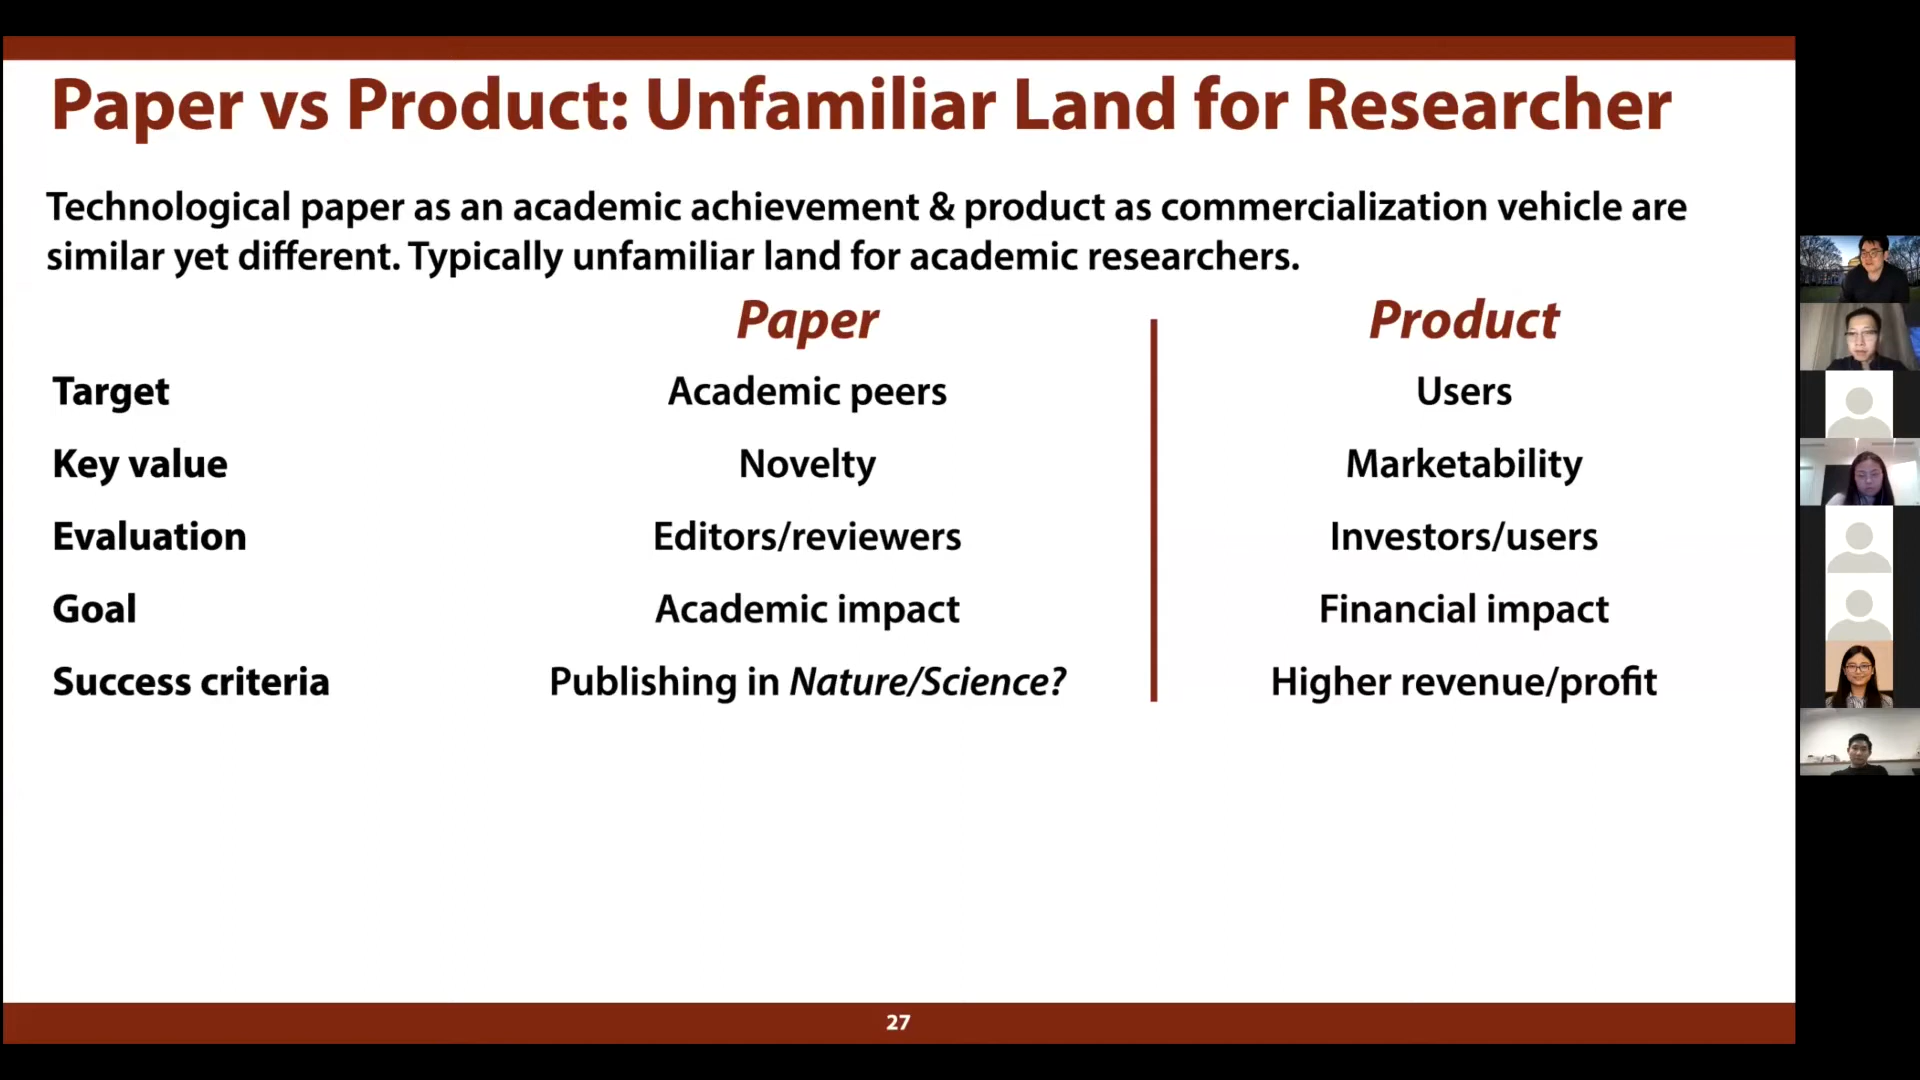 Paper vs Product: Unfamiliar Land for Researcher
Technological paper as an academic achievement & product as commercialization vehicle are
similar yet different. Typically unfamiliar land for academic researchers.
Paper Product
Target Academic peers Users
Key value Novelty Marketability
Evaluation Editors/reviewers Investors/users
Goal Academic impact Financial impact
Success criteria Publishing in Nature/Science? Higher revenue/profit
27